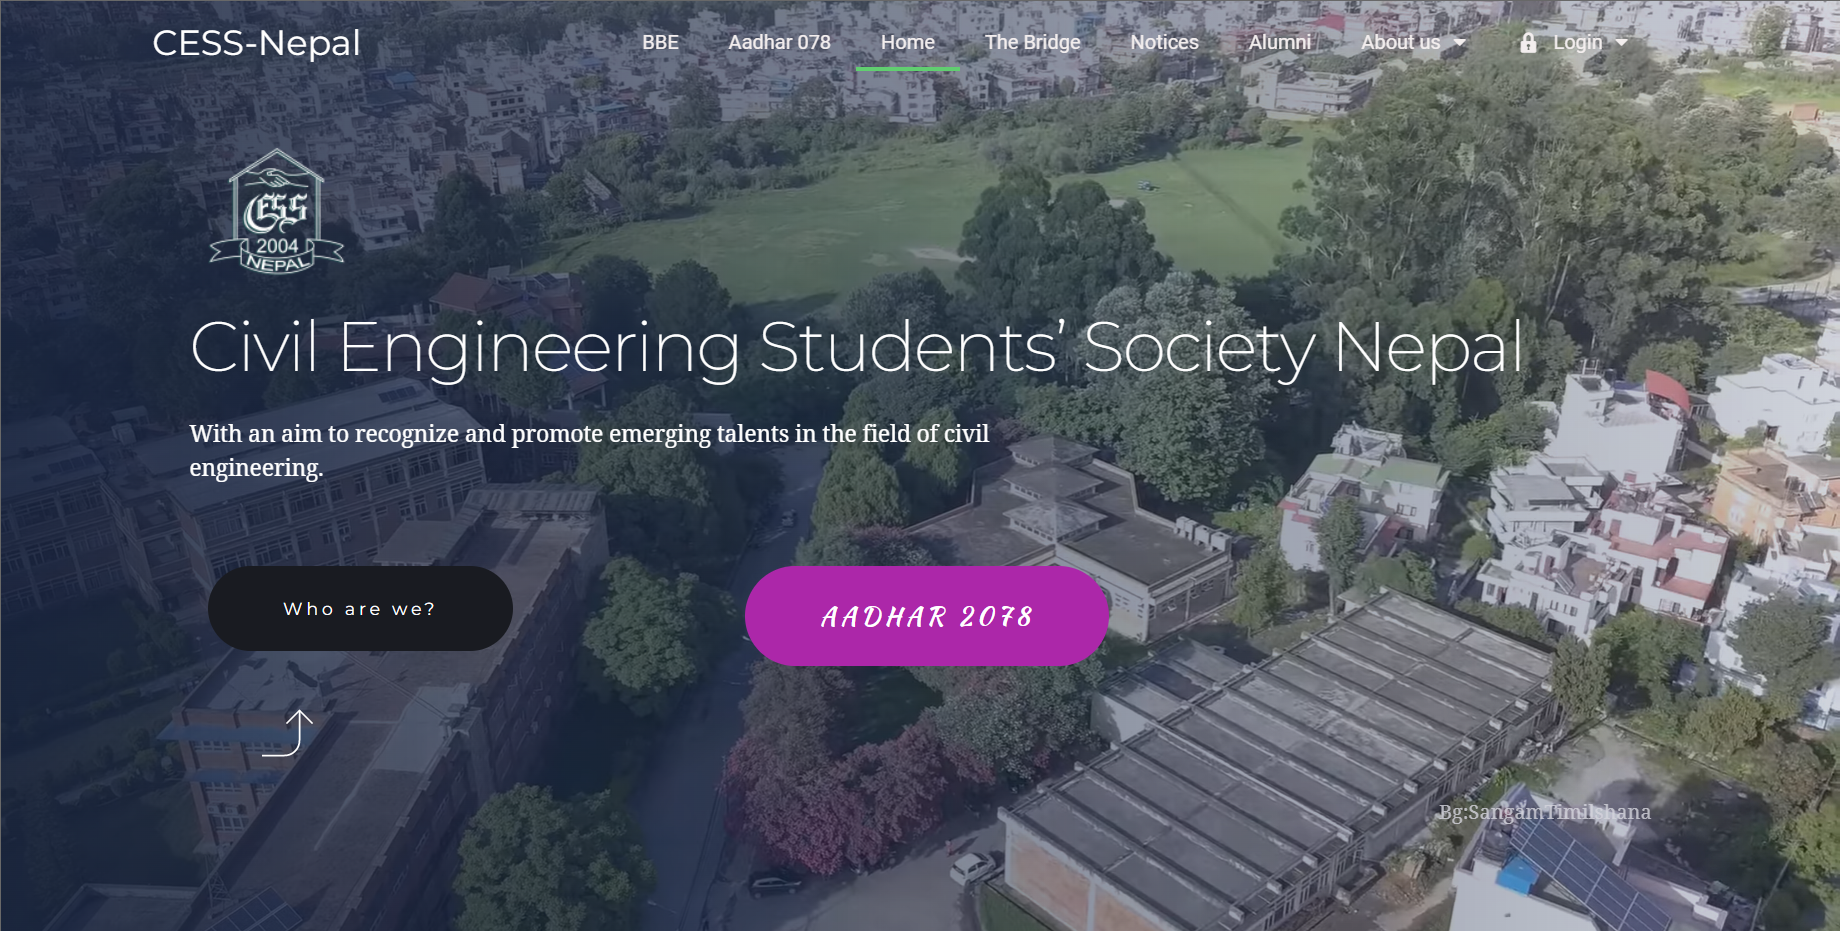 CESS-Nepal
BBE
Aadhar 078
Home
The Bridge
Notices
Alumni
About us
Login
CESS
2004
NEPAL
Civil Engineering Students’ Society Nepal
With an aim to recognize and promote emerging talents in the field of civil
engineering.
Who are we?
AADHAR 2078
Bg:SangamTimilshana